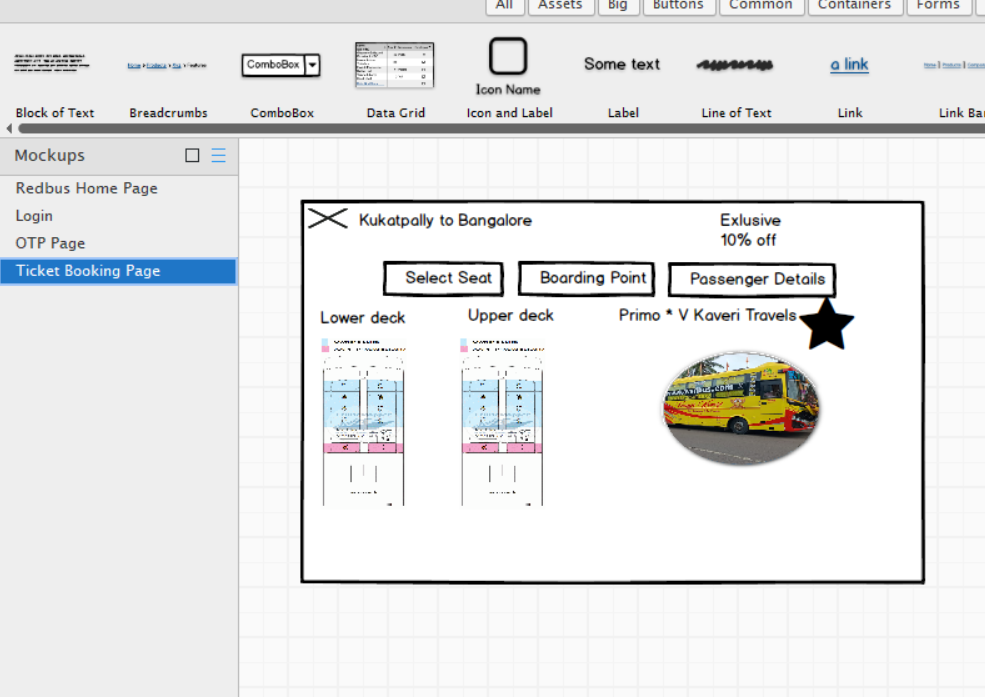 All Assets Big Buttons Common Containers Forms
ComboBox
Icon Name
Some text
a link
Block of Text Breadcrumbs ComboBox Data Grid Icon and Label Label Line of Text Link Link Ba
Mockups
Redbus Home Page
Login
OTP Page
Ticket Booking Page
Kukatpally to Bangalore
Exlusive
10% off
Select Seat
Boarding Point
Passenger Details
Lower deck
Upper deck
Primo * V Kaveri Travels